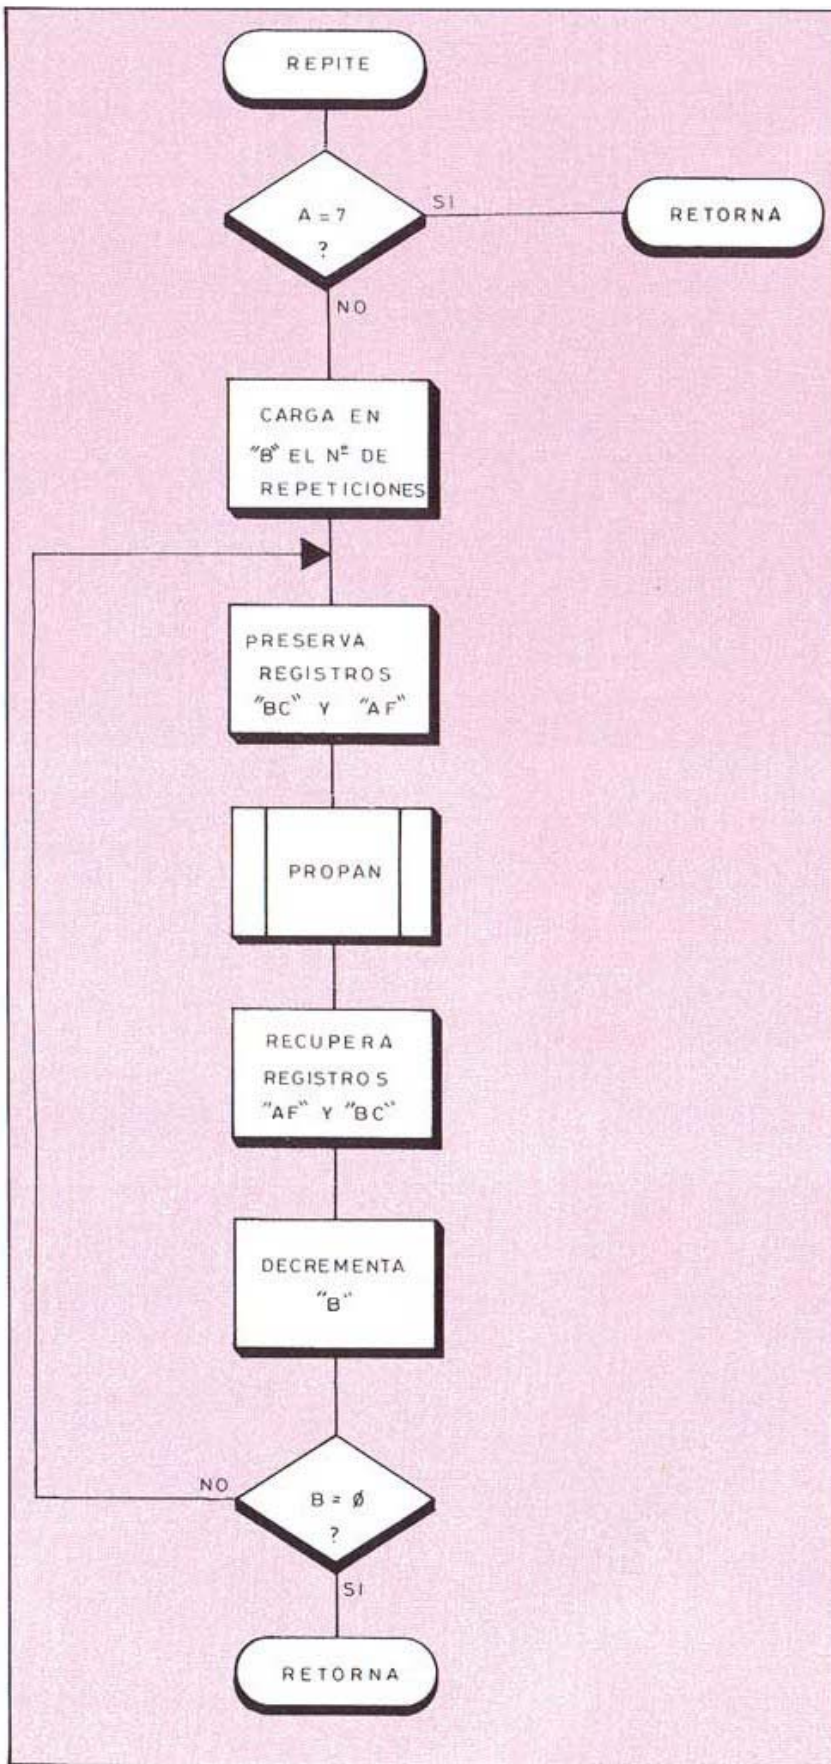 REPITE
A = 7
?
SI
RETORNA
NO
CARGA EN
"B" EL Nº DE
REPETICIONES
PRESERVA
REGISTROS
"BC" Y "AF"
PROPAN
RECUPERA
REGISTROS
"AF" Y "BC"
DECREMENTA
"B"
NO
B = Ø
?
SI
RETORNA